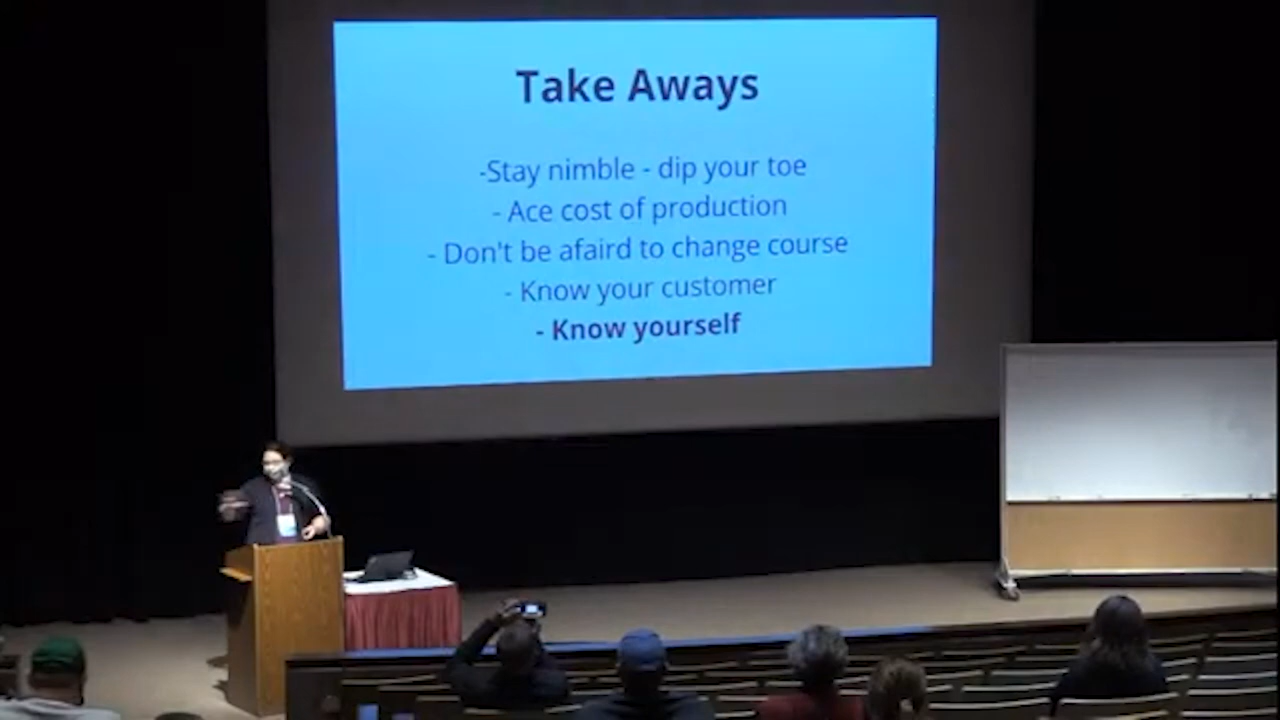 Take Aways
-Stay nimble - dip your toe
- Ace cost of production
- Don't be afaird to change course
- Know your customer
- Know yourself